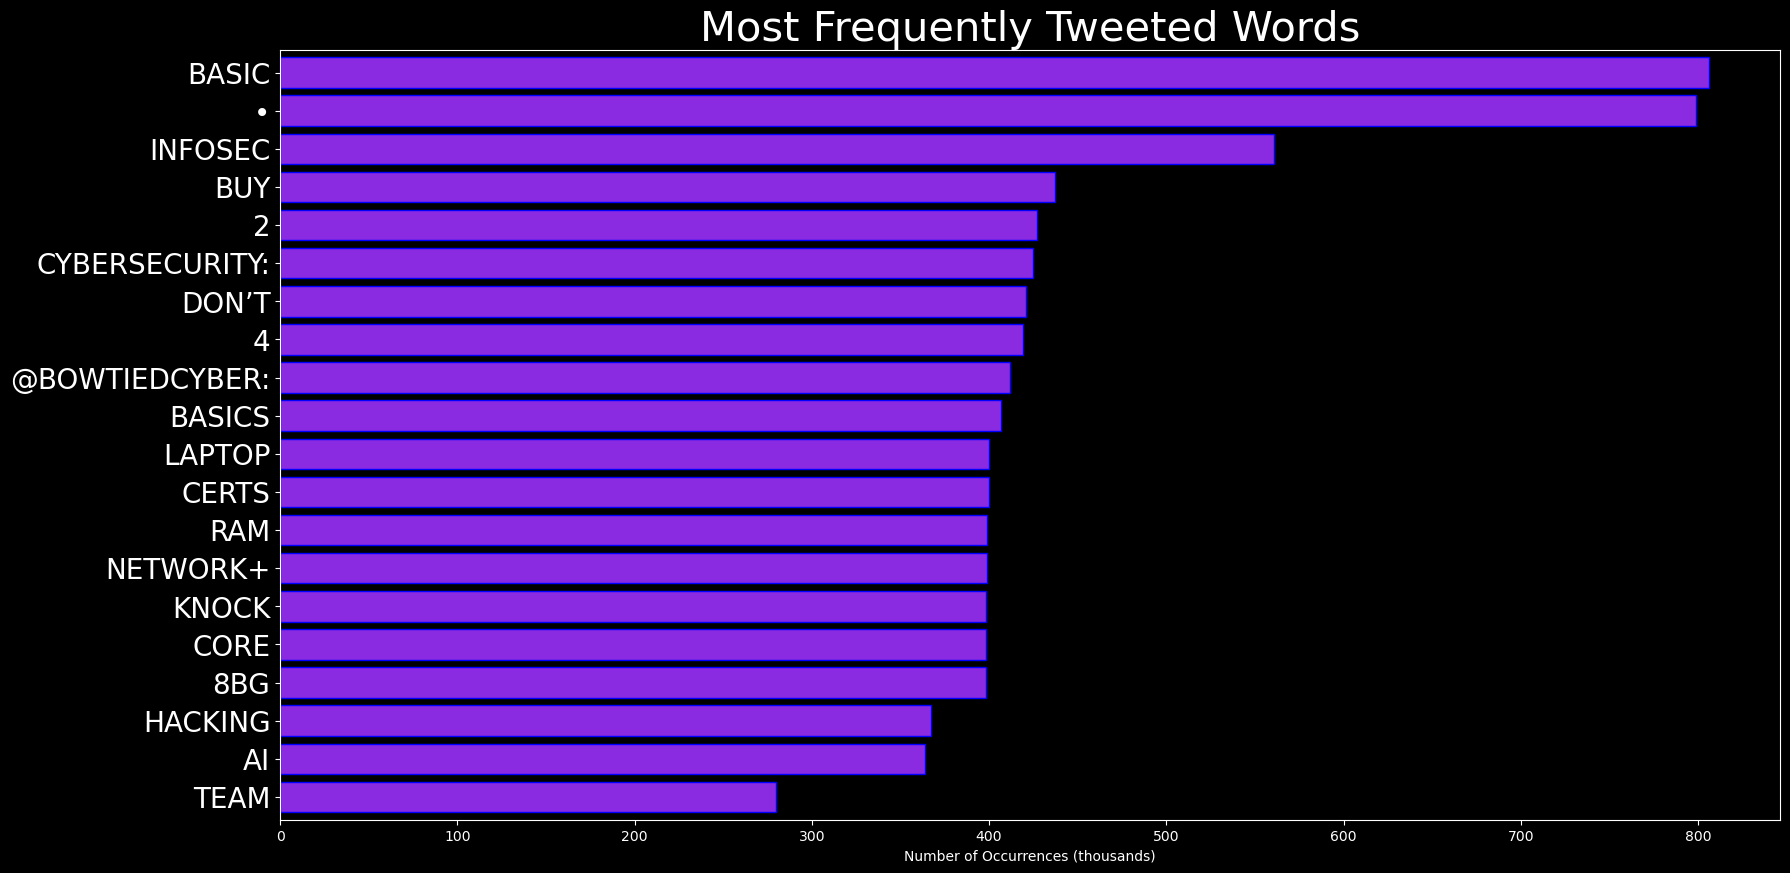 Most Frequently Tweeted Words
BASIC
•
INFOSEC
BUY
2
CYBERSECURITY:
DON’T
4
@BOWTIEDCYBER:
BASICS
LAPTOP
CERTS
RAM
NETWORK+
KNOCK
CORE
8BG
HACKING
AI
TEAM
0 100 200 300 400 500 600 700 800
Number of Occurrences (thousands)